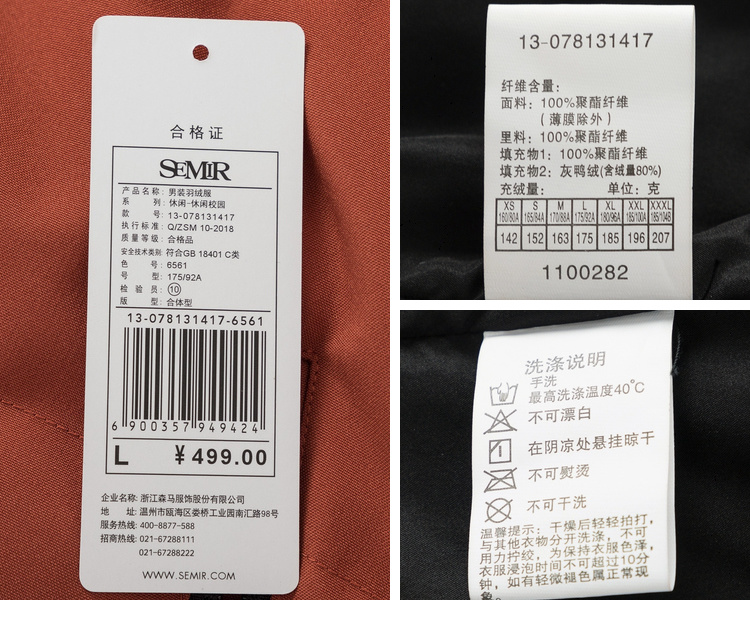 合格证
SEMIR
产品名称: 男装羽绒服
系 列: 休闲-休闲校园
款 号: 13-078131417
执行标准: Q/ZSM 10-2018
质量等级: 合格品
安全技术类别: 符合GB 18401 C类
色 号: 6561
号 型: 175/92A
检 验 员: ⑩
版 型: 合体型
13-078131417-6561
6 900357 949424
L ¥499.00
企业名称: 浙江森马服饰股份有限公司
地 址: 温州市瓯海区娄桥工业园南汇路98号
服务热线: 400-8877-588
招商热线: 021-67288111
021-67288222
WWW.SEMIR.COM
13-078131417
纤维含量:
面料: 100%聚酯纤维
(薄膜除外)
里料: 100%聚酯纤维
填充物1: 100%聚酯纤维
填充物2: 灰鸭绒(含绒量80%)
充绒量: 单位: 克
XS S M L XL XXL XXXL
160/80A 165/84A 170/88A 175/92A 180/96A 185/100A 185/104B
142 152 163 175 185 196 207
1100282
洗涤说明
手洗
最高洗涤温度40℃
不可漂白
在阴凉处悬挂晾干
不可熨烫
不可干洗
温馨提示: 干燥后轻轻拍打,
与其他衣物分开洗涤, 不可
用力拧绞, 为保持衣服色泽,
衣服浸泡时间不可超过10分
钟, 如有轻微褪色属正常现
象。